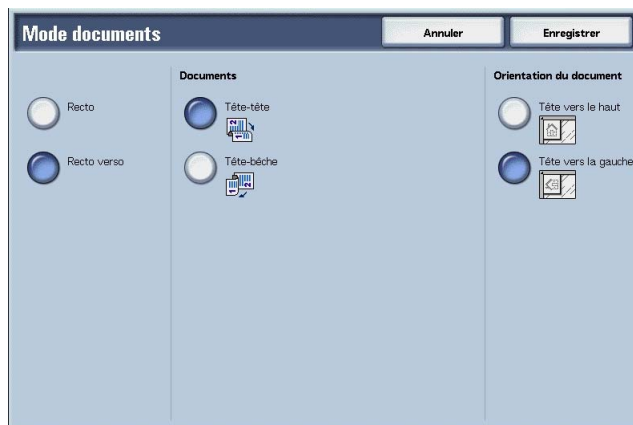 Mode documents
Annuler
Enregistrer
Recto
Recto verso
Documents
Tête-tête
Tête-bêche
Orientation du document
Tête vers le haut
Tête vers la gauche